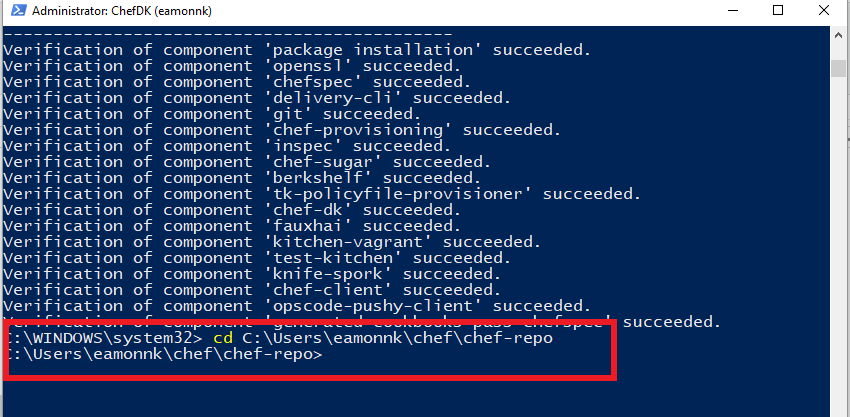 Administrator: ChefDK (eamonnk)
---------------------------------------------
Verification of component 'package installation' succeeded.
Verification of component 'openssl' succeeded.
Verification of component 'chefspec' succeeded.
Verification of component 'delivery-cli' succeeded.
Verification of component 'git' succeeded.
Verification of component 'chef-provisioning' succeeded.
Verification of component 'inspec' succeeded.
Verification of component 'chef-sugar' succeeded.
Verification of component 'berkshelf' succeeded.
Verification of component 'tk-policyfile-provisioner' succeeded.
Verification of component 'chef-dk' succeeded.
Verification of component 'fauxhai' succeeded.
Verification of component 'kitchen-vagrant' succeeded.
Verification of component 'test-kitchen' succeeded.
Verification of component 'knife-spork' succeeded.
Verification of component 'chef-client' succeeded.
Verification of component 'opscode-pushy-client' succeeded.
Verification of component 'generated-cookbooks-pass-chefspec' succeeded.
C:\WINDOWS\system32> cd C:\Users\eamonnk\chef\chef-repo
C:\Users\eamonnk\chef\chef-repo>